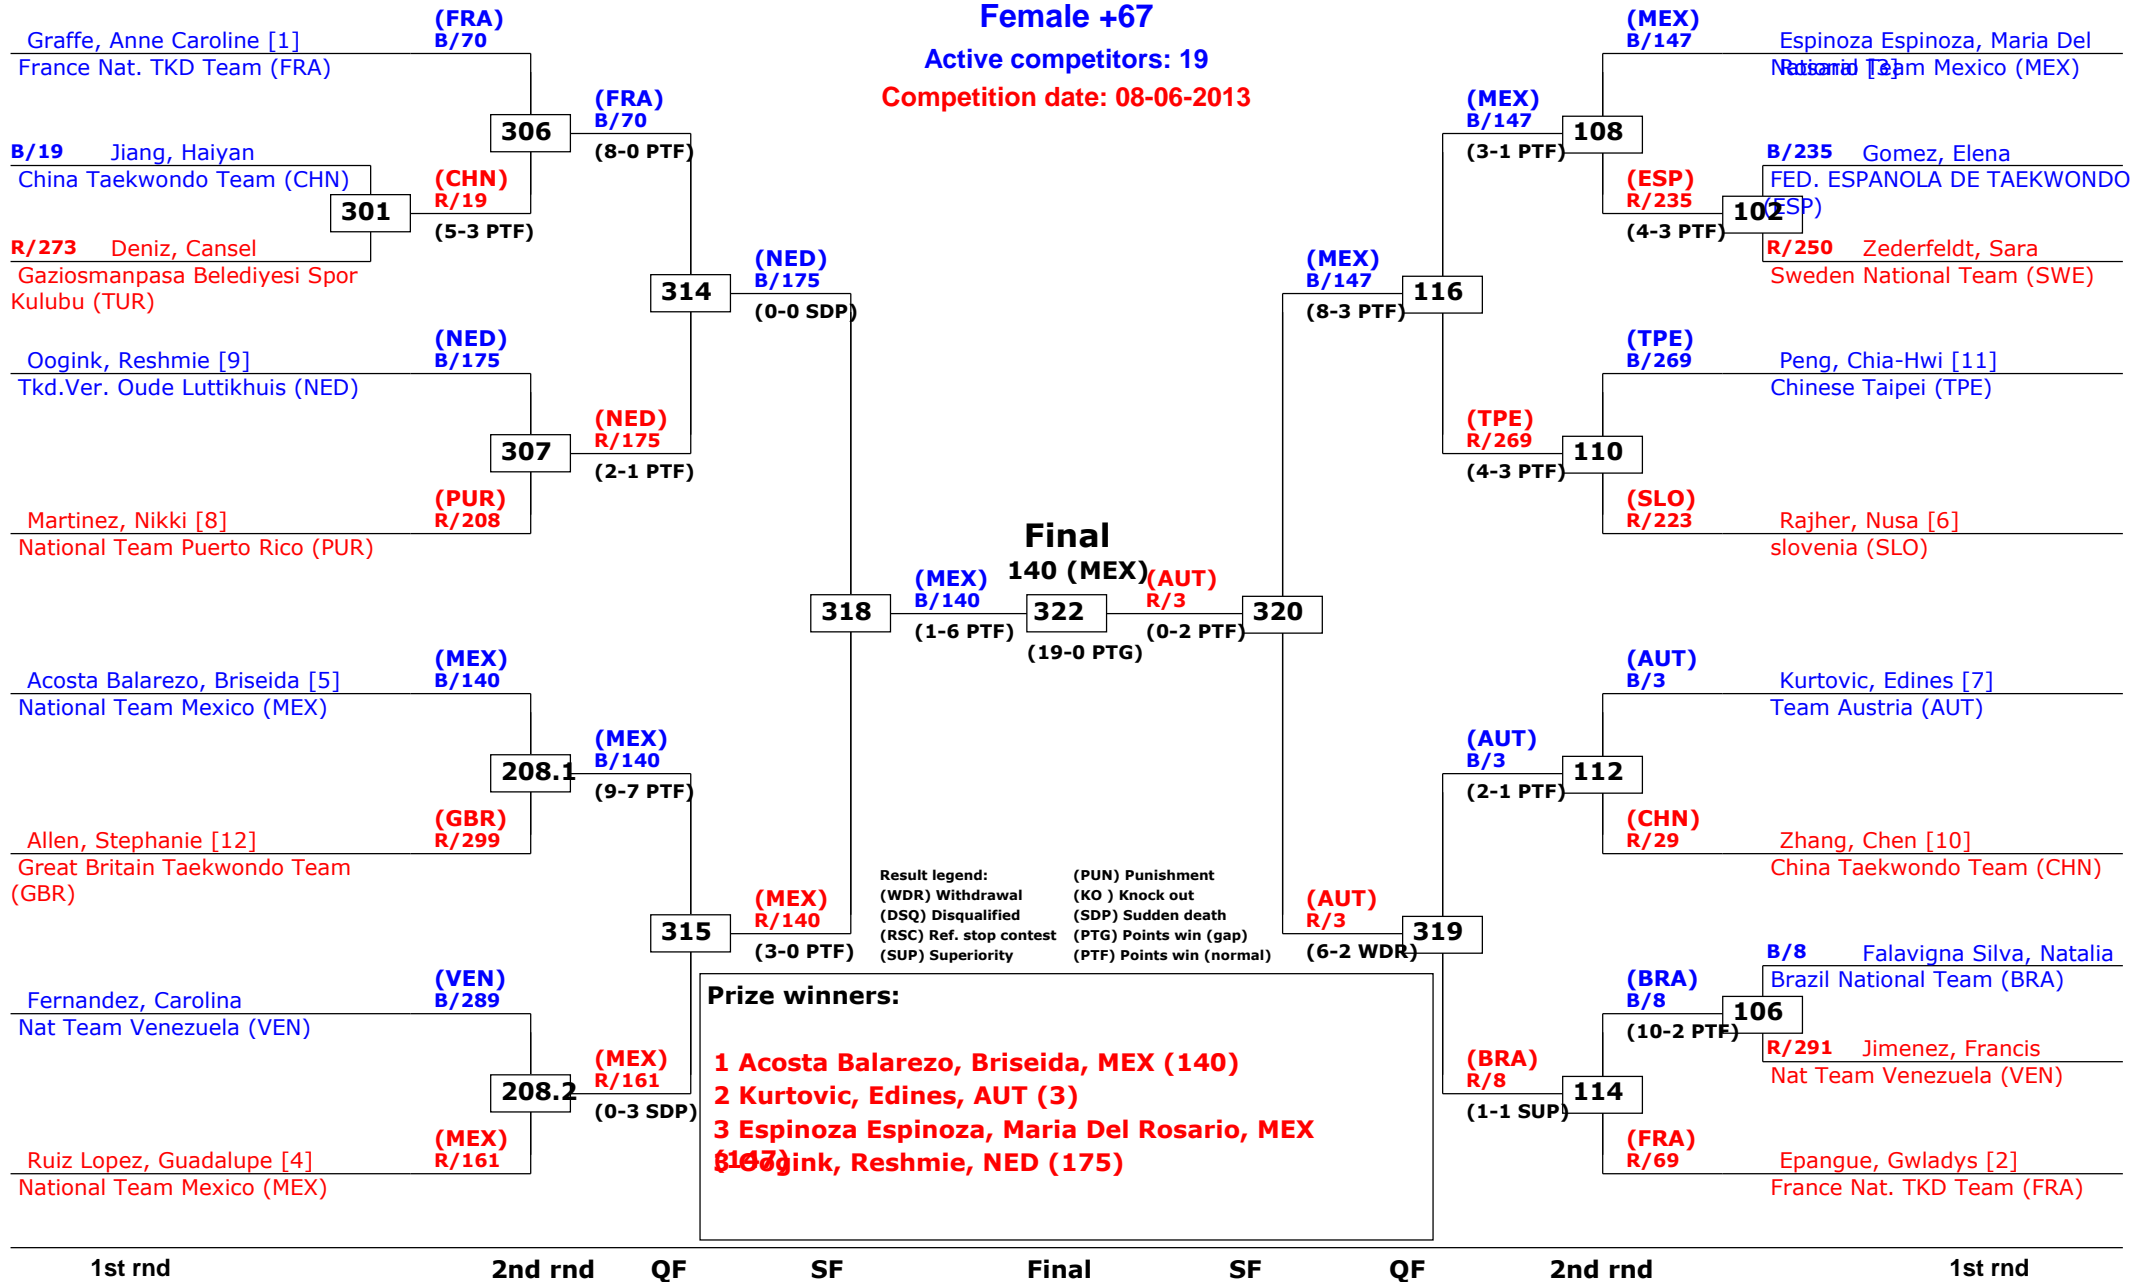 Female +67
Active competitors: 19
Competition date: 08-06-2013
(FRA)
B/70
Graffe, Anne Caroline [1]
France Nat. TKD Team (FRA)
306
(FRA)
B/70
(8-0 PTF)
B/19 Jiang, Haiyan
China Taekwondo Team (CHN)
301
(CHN)
R/19
(5-3 PTF)
R/273 Deniz, Cansel
Gaziosmanpasa Belediyesi Spor
Kulubu (TUR)
314
(NED)
B/175
(0-0 SDP)
(NED)
B/175
Oogink, Reshmie [9]
Tkd.Ver. Oude Luttikhuis (NED)
307
(NED)
R/175
(2-1 PTF)
(PUR)
R/208
Martinez, Nikki [8]
National Team Puerto Rico (PUR)
318
(MEX)
B/140
(1-6 PTF)
(MEX)
B/140
Acosta Balarezo, Briseida [5]
National Team Mexico (MEX)
208.1
(MEX)
B/140
(9-7 PTF)
(GBR)
R/299
Allen, Stephanie [12]
Great Britain Taekwondo Team
(GBR)
315
(MEX)
R/140
(3-0 PTF)
(VEN)
B/289
Fernandez, Carolina
Nat Team Venezuela (VEN)
208.2
(MEX)
R/161
(0-3 SDP)
(MEX)
R/161
Ruiz Lopez, Guadalupe [4]
National Team Mexico (MEX)
Final
140 (MEX)
322
(19-0 PTG)
(AUT)
R/3
(0-2 PTF)
320
(MEX)
B/147
Espinoza Espinoza, Maria Del
Rosario [3]
National Team Mexico (MEX)
(MEX)
B/147
(3-1 PTF)
108
B/235 Gomez, Elena
FED. ESPANOLA DE TAEKWONDO
(ESP)
(ESP)
R/235
(4-3 PTF)
102
R/250 Zederfeldt, Sara
Sweden National Team (SWE)
(MEX)
B/147
(8-3 PTF)
116
(TPE)
B/269
Peng, Chia-Hwi [11]
Chinese Taipei (TPE)
(TPE)
R/269
(4-3 PTF)
110
(SLO)
R/223
Rajher, Nusa [6]
slovenia (SLO)
(AUT)
B/3
Kurtovic, Edines [7]
Team Austria (AUT)
(AUT)
B/3
(2-1 PTF)
112
(CHN)
R/29
Zhang, Chen [10]
China Taekwondo Team (CHN)
(AUT)
R/3
(6-2 WDR)
319
B/8 Falavigna Silva, Natalia
Brazil National Team (BRA)
(BRA)
B/8
(10-2 PTF)
106
R/291 Jimenez, Francis
Nat Team Venezuela (VEN)
(BRA)
R/8
(1-1 SUP)
114
(FRA)
R/69
Epangue, Gwladys [2]
France Nat. TKD Team (FRA)
Result legend:
(WDR) Withdrawal
(DSQ) Disqualified
(RSC) Ref. stop contest
(SUP) Superiority
(PUN) Punishment
(KO ) Knock out
(SDP) Sudden death
(PTG) Points win (gap)
(PTF) Points win (normal)
Prize winners:
1 Acosta Balarezo, Briseida, MEX (140)
2 Kurtovic, Edines, AUT (3)
3 Espinoza Espinoza, Maria Del Rosario, MEX
(147)
3 Oogink, Reshmie, NED (175)
1st rnd 2nd rnd QF SF Final SF QF 2nd rnd 1st rnd